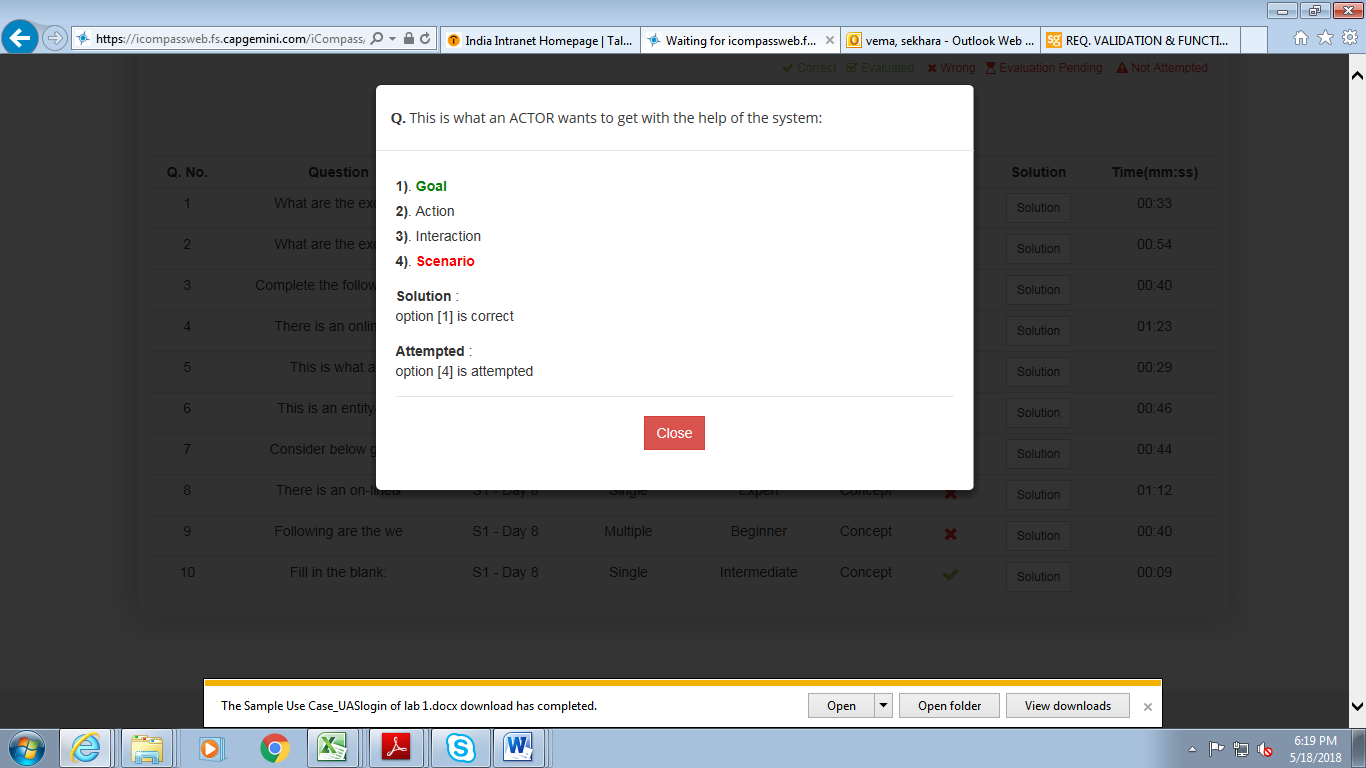 https://icompassweb.fs.capgemini.com/iCompass/
India Intranet Homepage | Tal...
Waiting for icompassweb.f...
vema, sekhara - Outlook Web ...
sg REQ. VALIDATION & FUNCTI...
Correct Evaluated Wrong Evaluation Pending Not Attempted
Q. This is what an ACTOR wants to get with the help of the system:
1). Goal
2). Action
3). Interaction
4). Scenario
Solution :
option [1] is correct
Attempted :
option [4] is attempted
Close
Q. No. Question Solution Time(mm:ss)
1 What are the exc Solution 00:33
2 What are the exc Solution 00:54
3 Complete the follow Solution 00:40
4 There is an onlin Solution 01:23
5 This is what a Solution 00:29
6 This is an entity Solution 00:46
7 Consider below g Solution 00:44
8 There is an on-line& S1 - Day 8 Single Expert Concept Solution 01:12
9 Following are the we S1 - Day 8 Multiple Beginner Concept Solution 00:40
10 Fill in the blank: S1 - Day 8 Single Intermediate Concept Solution 00:09
The Sample Use Case_UASlogin of lab 1.docx download has completed.
Open Open folder View downloads
6:19 PM
5/18/2018